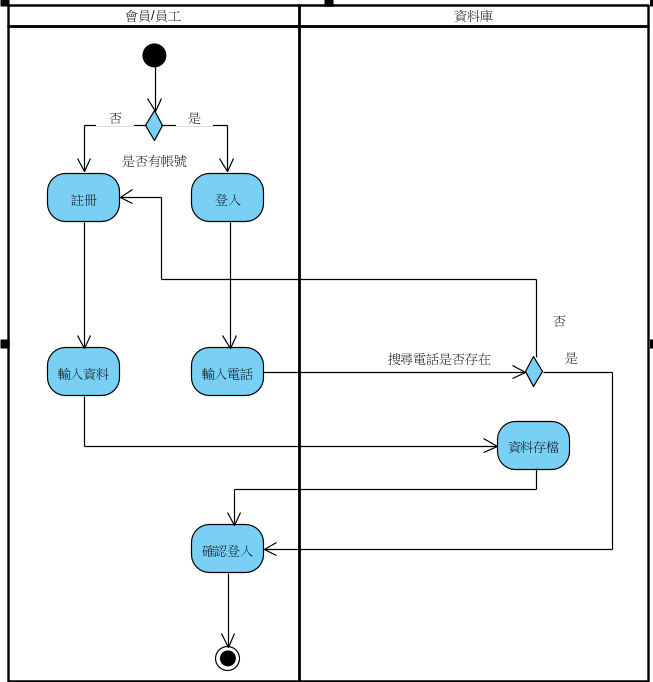 會員/員工
資料庫
否
是
是否有帳號
註冊
登入
否
搜尋電話是否存在
是
輸入資料
輸入電話
資料存檔
確認登入